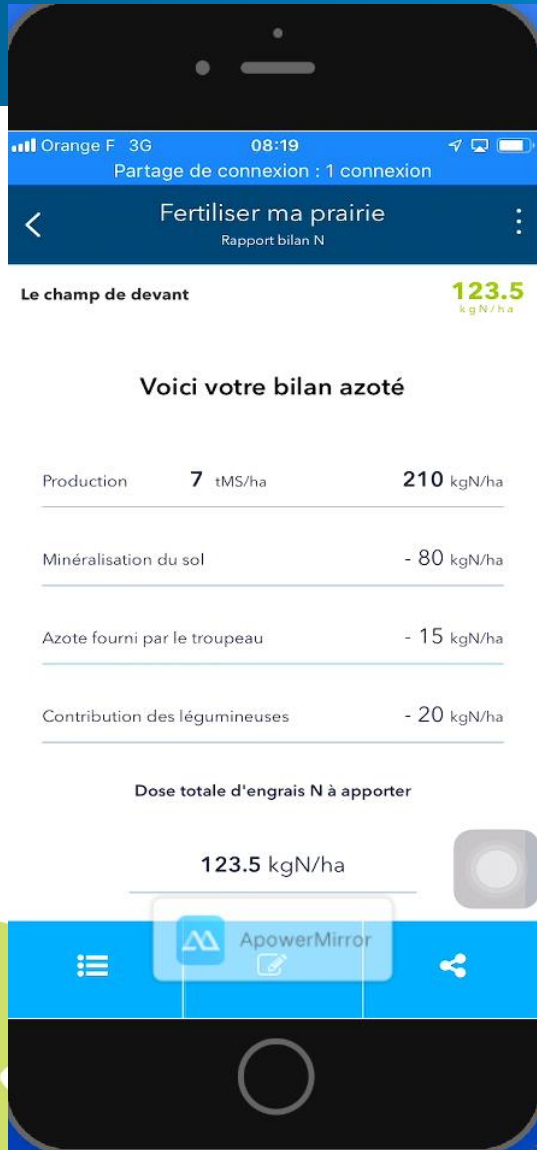 Orange F 3G 08:19
Partage de connexion : 1 connexion
Fertiliser ma prairie
Rapport bilan N
Le champ de devant 123.5
kgN/ha
Voici votre bilan azoté
Production 7 tMS/ha 210 kgN/ha
Minéralisation du sol - 80 kgN/ha
Azote fourni par le troupeau - 15 kgN/ha
Contribution des légumineuses - 20 kgN/ha
Dose totale d'engrais N à apporter
123.5 kgN/ha
ApowerMirror